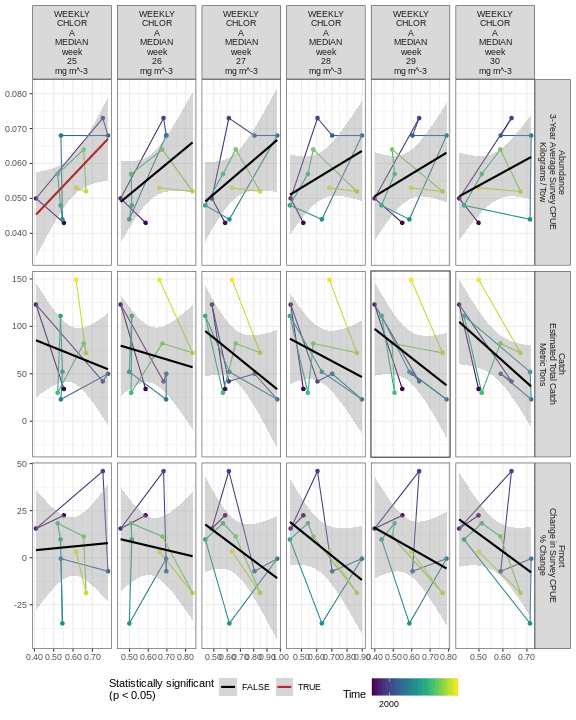 WEEKLY CHLOR A MEDIAN week 25 mg m^-3
WEEKLY CHLOR A MEDIAN week 26 mg m^-3
WEEKLY CHLOR A MEDIAN week 27 mg m^-3
WEEKLY CHLOR A MEDIAN week 28 mg m^-3
WEEKLY CHLOR A MEDIAN week 29 mg m^-3
WEEKLY CHLOR A MEDIAN week 30 mg m^-3
0.080
0.070
0.060
0.050
0.040
Abundance
3-Year Average Survey CPUE
Kilograms / Tow
150
100
50
0
Catch
Estimated Total Catch
Metric Tons
50
25
0
-25
Fmort
Change in Survey CPUE
% Change
0.40 0.50 0.60 0.70
0.50 0.60 0.70 0.80
0.50 0.60 0.70 0.80 0.90 1.00
0.50 0.60 0.70 0.80 0.90
0.40 0.50 0.60 0.70 0.80
0.50 0.60 0.70
Statistically significant
(p < 0.05)
FALSE
TRUE
Time
2000